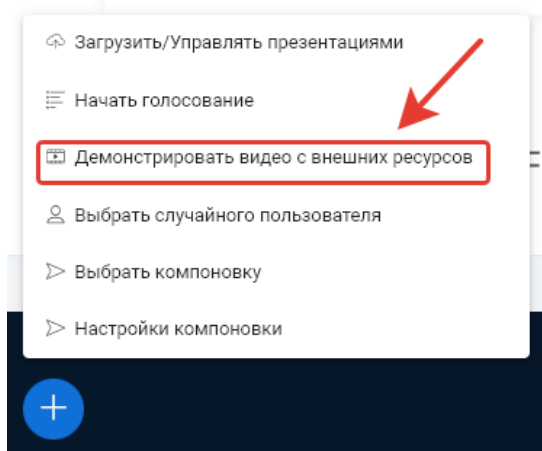 Загрузить/Управлять презентациями
Начать голосование
Демонстрировать видео с внешних ресурсов
Выбрать случайного пользователя
Выбрать компоновку
Настройки компоновки